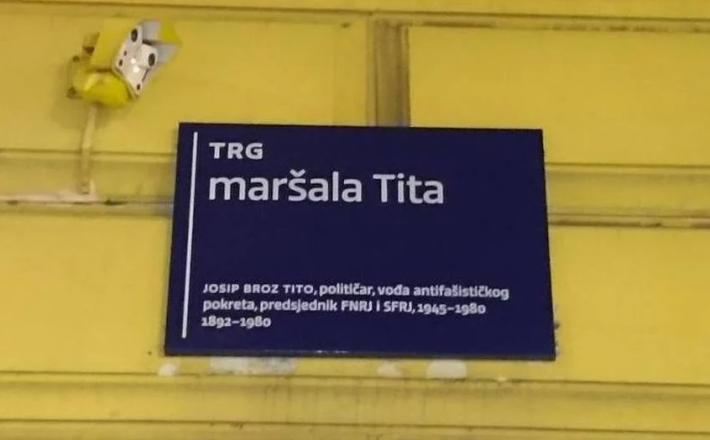 TRG
maršala Tita
JOSIP BROZ TITO, političar, vođa antifašističkog
pokreta, predsjednik FNRJ i SFRJ, 1945–1980
1892–1980